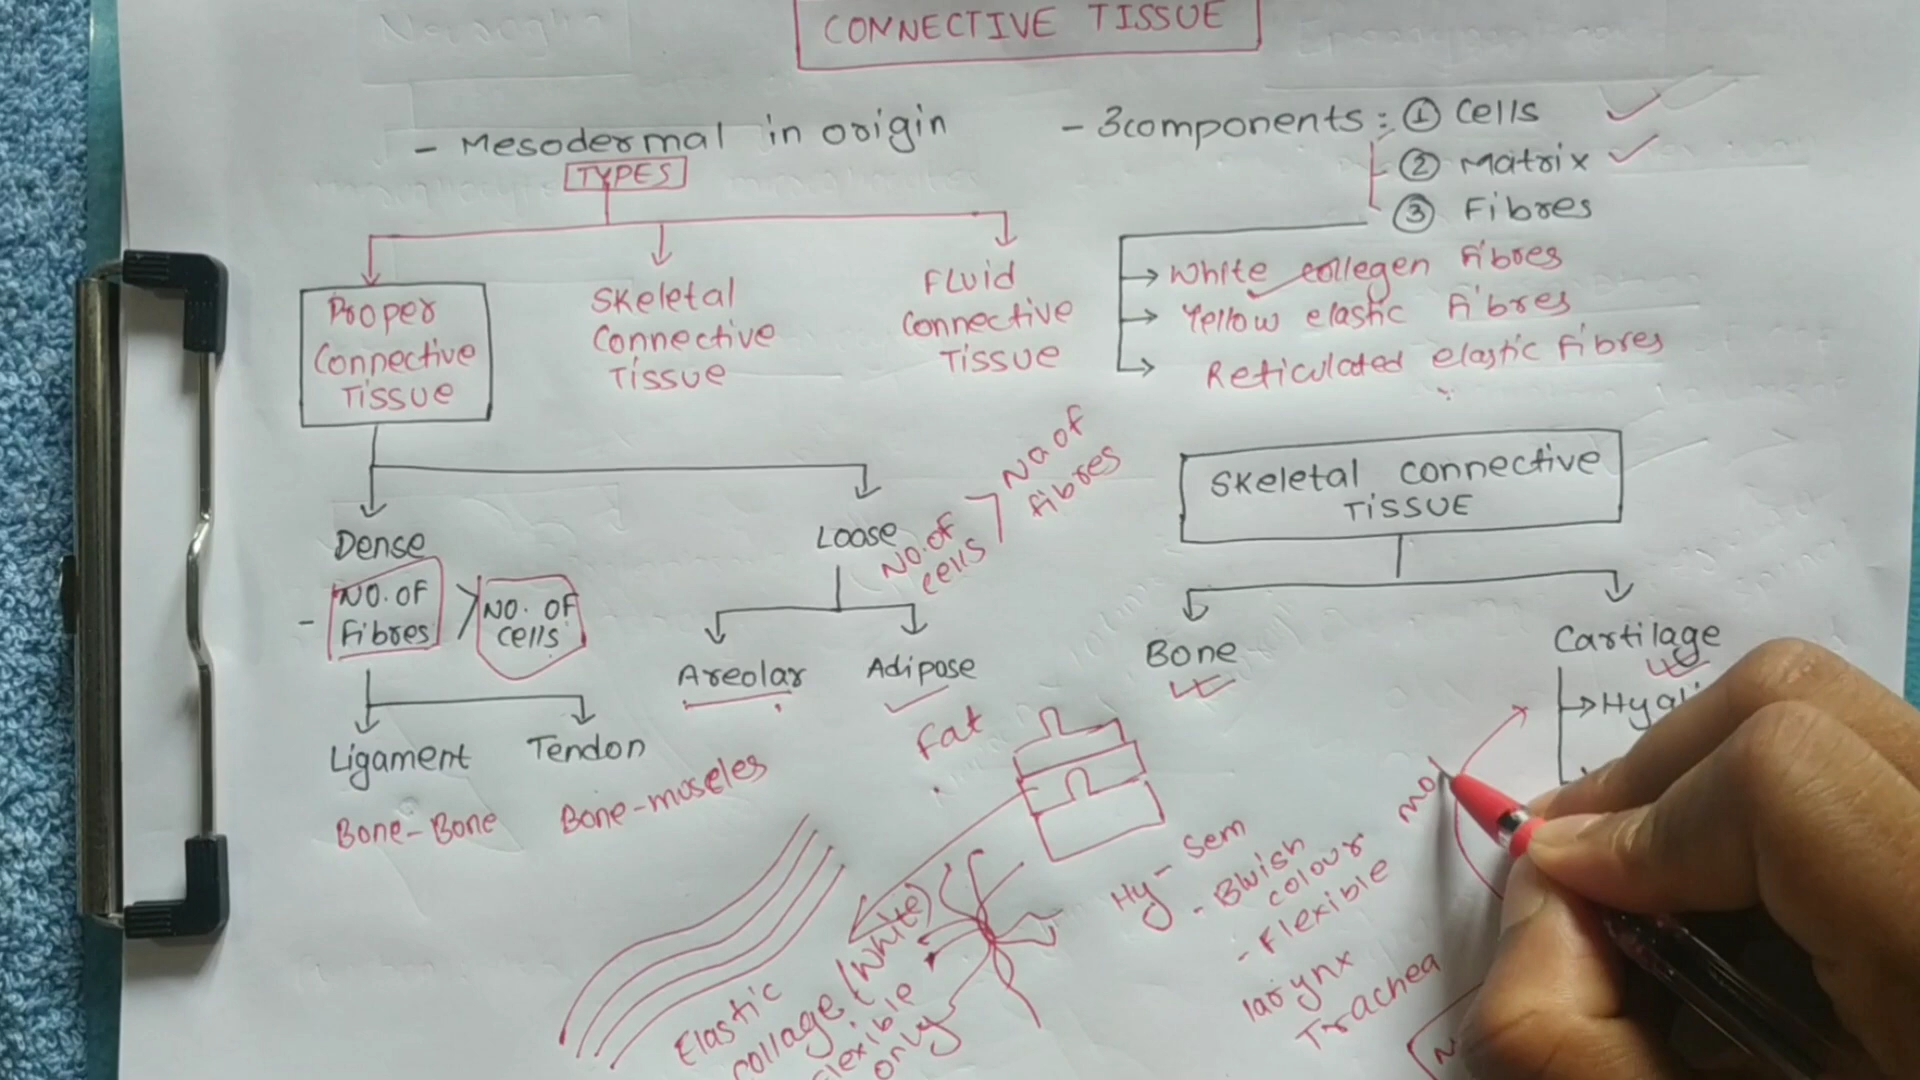 CONNECTIVE TISSUE
- Mesodermal in origin
- 3components : ① Cells
② Matrix
③ Fibres
TYPES
Proper
Connective
Tissue
Skeletal
Connective
Tissue
Fluid
Connective
Tissue
White collegen Fibres
Yellow elastic Fibres
Reticulated elastic Fibres
Dense
- No. of Fibres > No. of cells
Loose
No. of cells > No of fibres
Ligament
Tendon
Bone-Bone
Bone-muscles
Areolar
Adipose
Fat
Skeletal connective
Tissue
Bone
Cartilage
Elastic
collage (white)
flexible
only
Hy - Sem
- Bwish
colour
- Flexible
larynx
Trachea